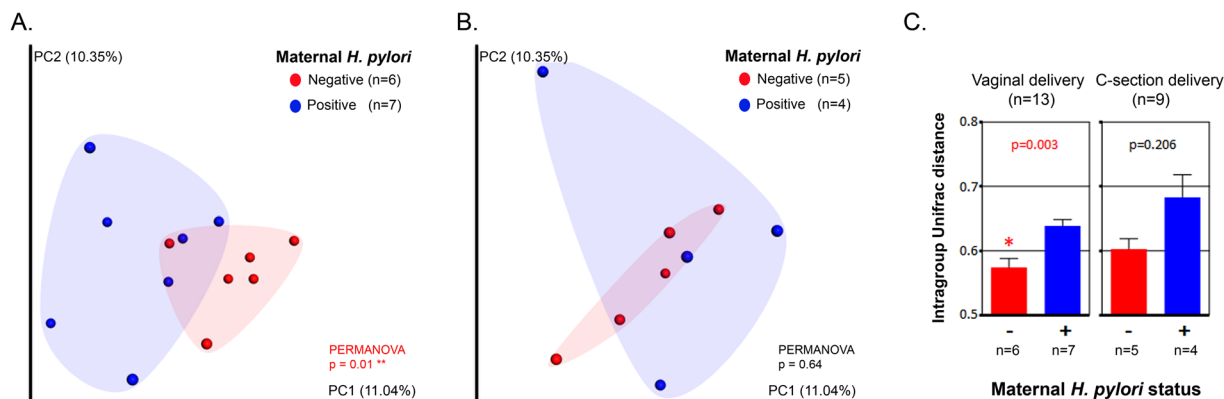 A.
PC2 (10.35%)
Maternal H. pylori
Negative (n=6)
Positive (n=7)
PERMANOVA
p = 0.01 **
PC1 (11.04%)
B.
PC2 (10.35%)
Maternal H. pylori
Negative (n=5)
Positive (n=4)
PERMANOVA
p = 0.64
PC1 (11.04%)
C.
Vaginal delivery
(n=13)
C-section delivery
(n=9)
Intragroup Unifrac distance
0.8
0.7
0.6
0.5
p=0.003
p=0.206
*
- + - +
n=6 n=7 n=5 n=4
Maternal H. pylori status